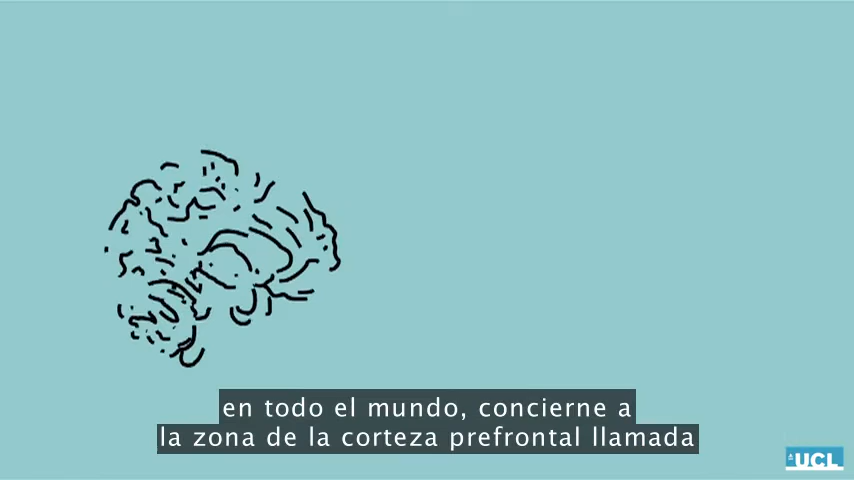 en todo el mundo, concierne a
la zona de la corteza prefrontal llamada
UCL